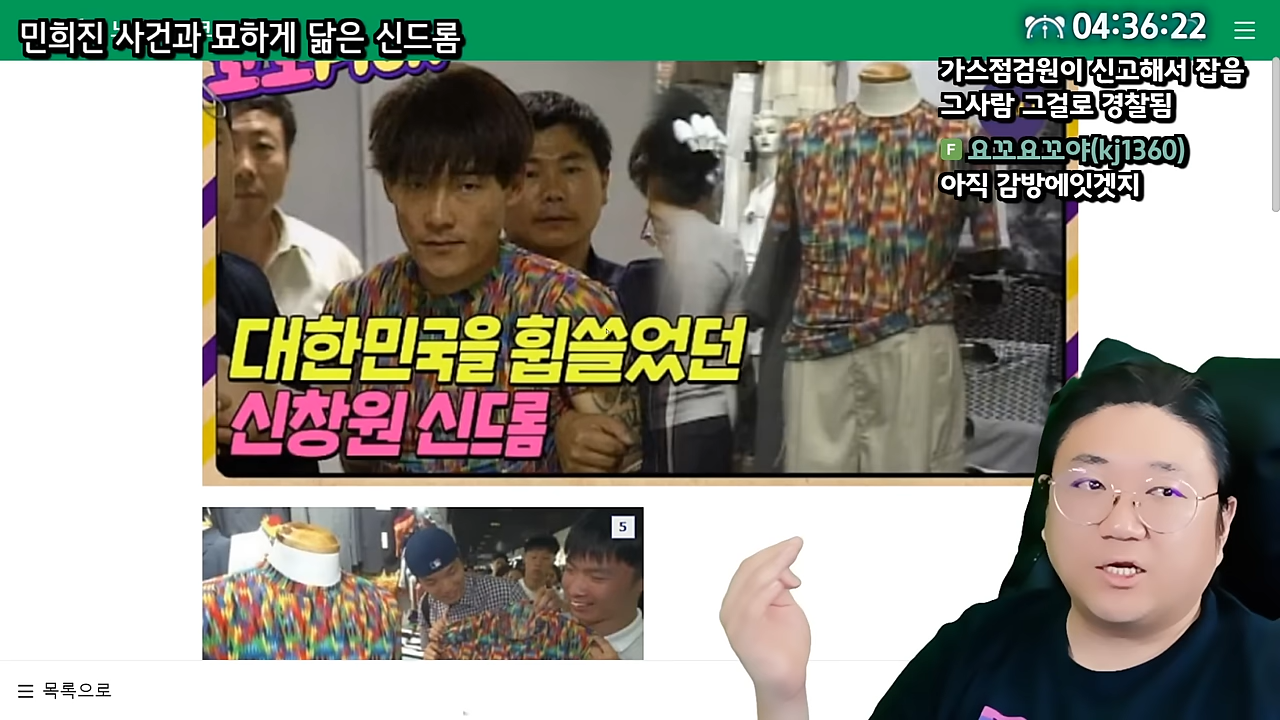 민희진 사건과 묘하게 닮은 신드롬
04:36:22
가스점검원이 신고해서 잡음
그사람 그걸로 경찰됨
F 요꼬요꼬야(kj1360)
아직 감방에잇겟지
대한민국을 휩쓸었던
신창원 신드롬
5
목록으로